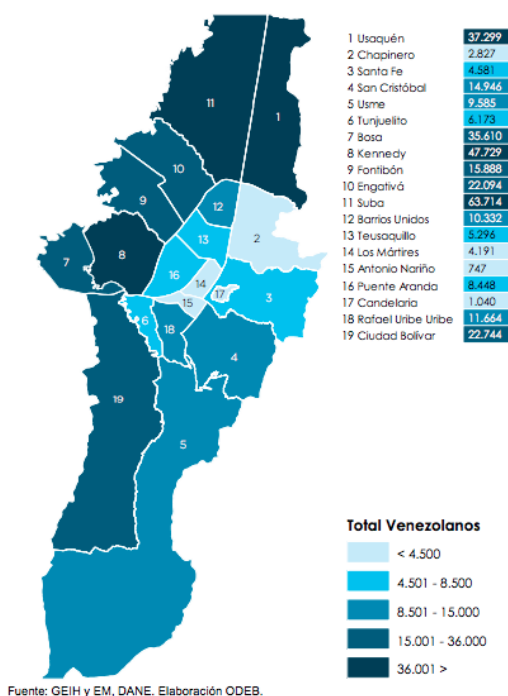 1 Usaquén 37.299
2 Chapinero 2.827
3 Santa Fe 4.581
4 San Cristóbal 14.946
5 Usme 9.585
6 Tunjuelito 6.173
7 Bosa 35.610
8 Kennedy 47.729
9 Fontibón 15.888
10 Engativá 22.094
11 Suba 63.714
12 Barrios Unidos 10.332
13 Teusaquillo 5.296
14 Los Mártires 4.191
15 Antonio Nariño 747
16 Puente Aranda 8.448
17 Candelaria 1.040
18 Rafael Uribe Uribe 11.664
19 Ciudad Bolívar 22.744
11
1
10
9
12
13
2
8
7
16
14
17
15
3
6
18
4
19
5
Total Venezolanos
< 4.500
4.501 - 8.500
8.501 - 15.000
15.001 - 36.000
36.001 >
Fuente: GEIH y EM, DANE. Elaboración ODEB.